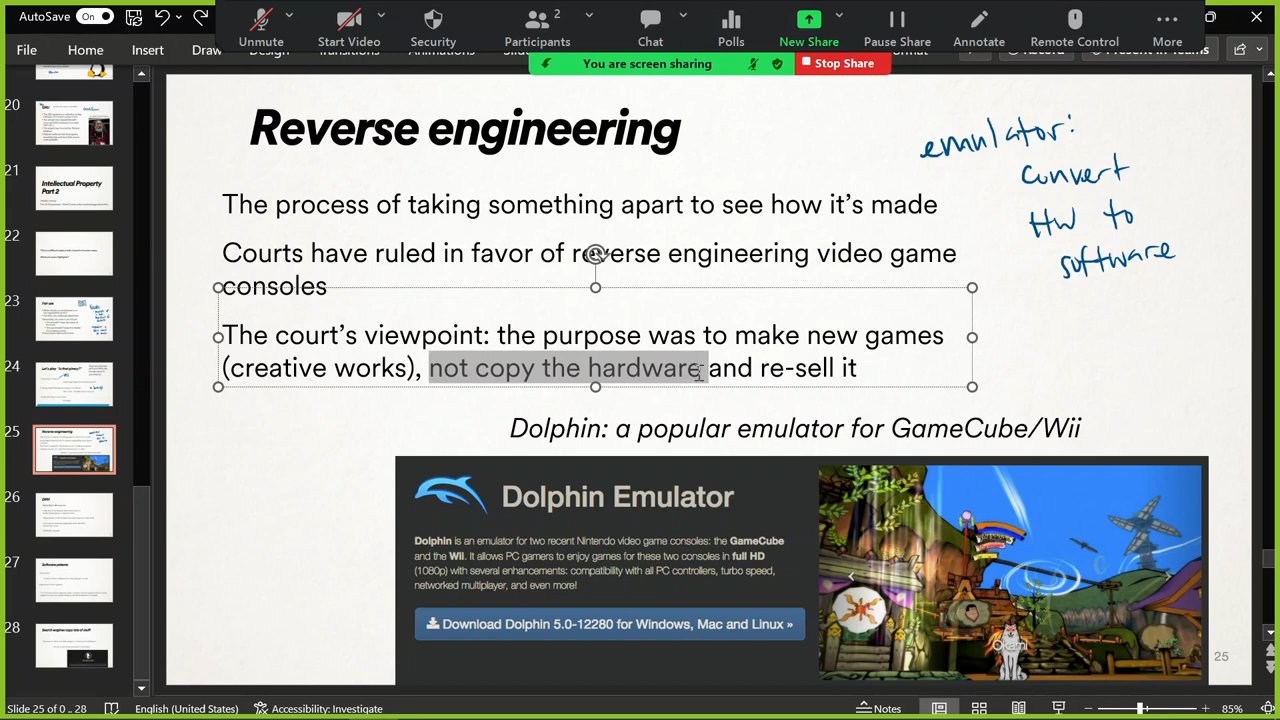 AutoSave On
Unmute
Start Video
Security
Participants
2
Chat
Polls
New Share
Pause Share
Annotate
Remote Control
More
File
Home
Insert
Draw
You are screen sharing
Stop Share
20
21
Intellectual Property
Part 2
22
23
24
25
26
27
28
Reverse engineering
The process of taking something apart to see how it's made
Courts have ruled in favor of reverse engineering video game
consoles
The court's viewpoint: the purpose was to make new games
(creative works), not copy the hardware and re-sell it
emulator:
convert
HW to
software
Dolphin: a popular emulator for GameCube/Wii
Dolphin Emulator
Dolphin is an emulator for two recent Nintendo video game consoles: the GameCube
and the Wii. It allows PC gamers to enjoy games for these two consoles in full HD
(1080p) with several enhancements: compatibility with all PC controllers, turbo speed,
networked multiplayer, and even more!
Download Dolphin 5.0-12280 for Windows, Mac and Linux »
Okami
25
Slide 25 of 0 .. 28
English (United States)
Accessibility: Investigate
Notes
85%